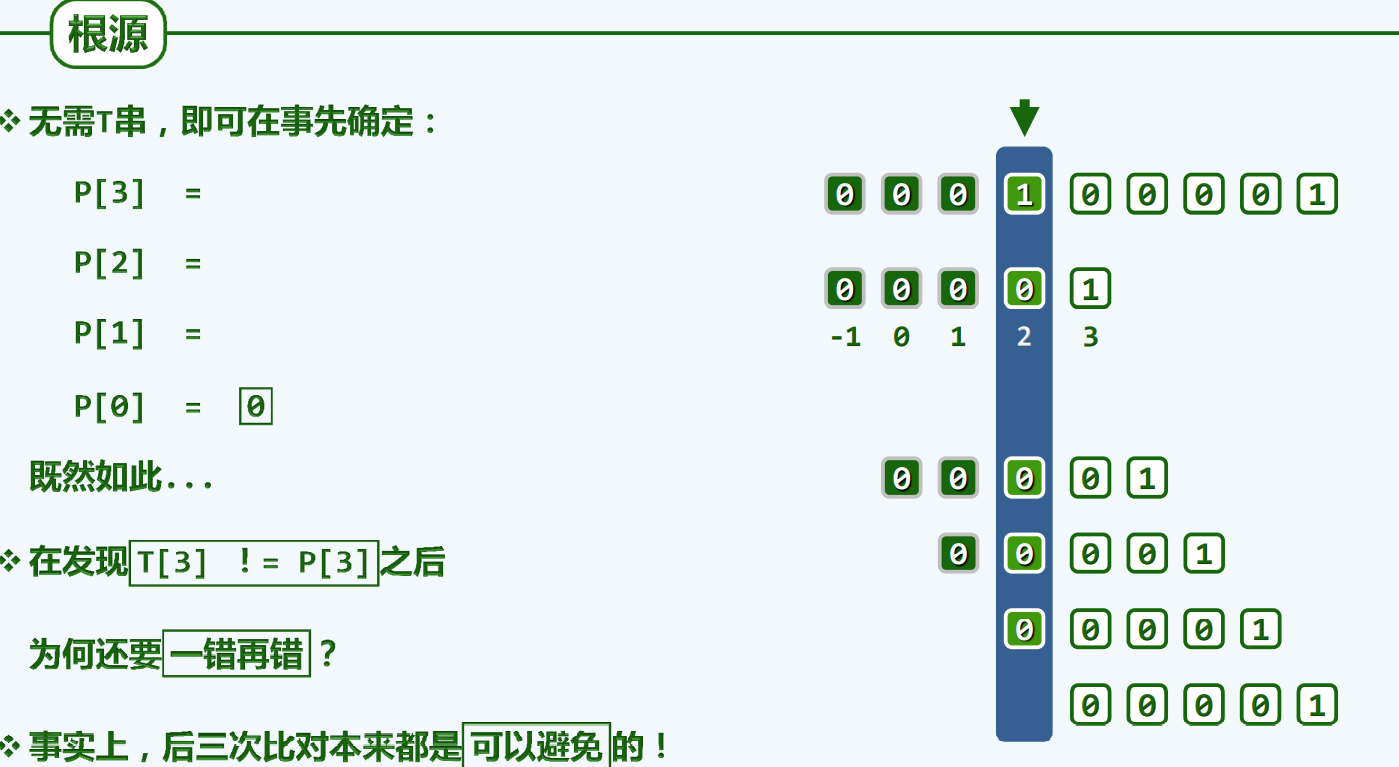 根源
无需T串，即可在事先确定：
P[3] =
0 0 0 1 0 0 0 0 1
P[2] =
0 0 0 0 1
P[1] =
-1 0 1 2 3
P[0] = 0
既然如此...
0 0 0 0 1
在发现T[3] != P[3]之后
0 0 0 0 1
为何还要一错再错？
0 0 0 0 1
0 0 0 0 1
事实上，后三次比对本来都是可以避免的！